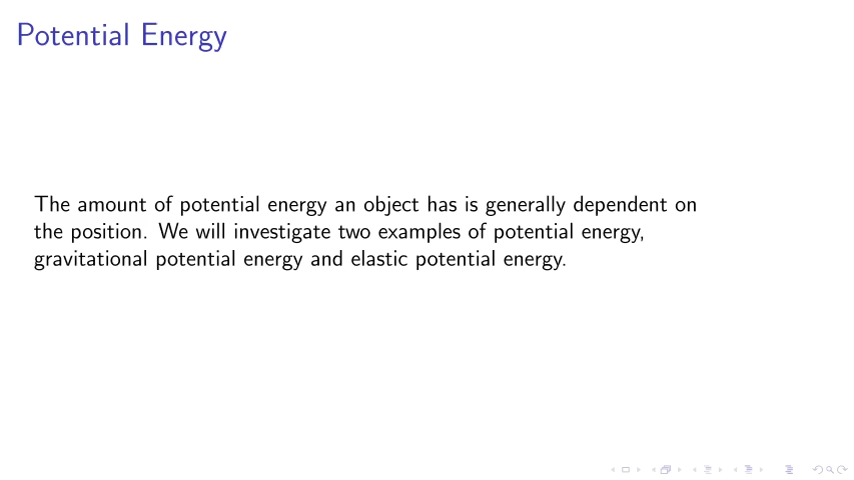 Potential Energy
The amount of potential energy an object has is generally dependent on
the position. We will investigate two examples of potential energy,
gravitational potential energy and elastic potential energy.